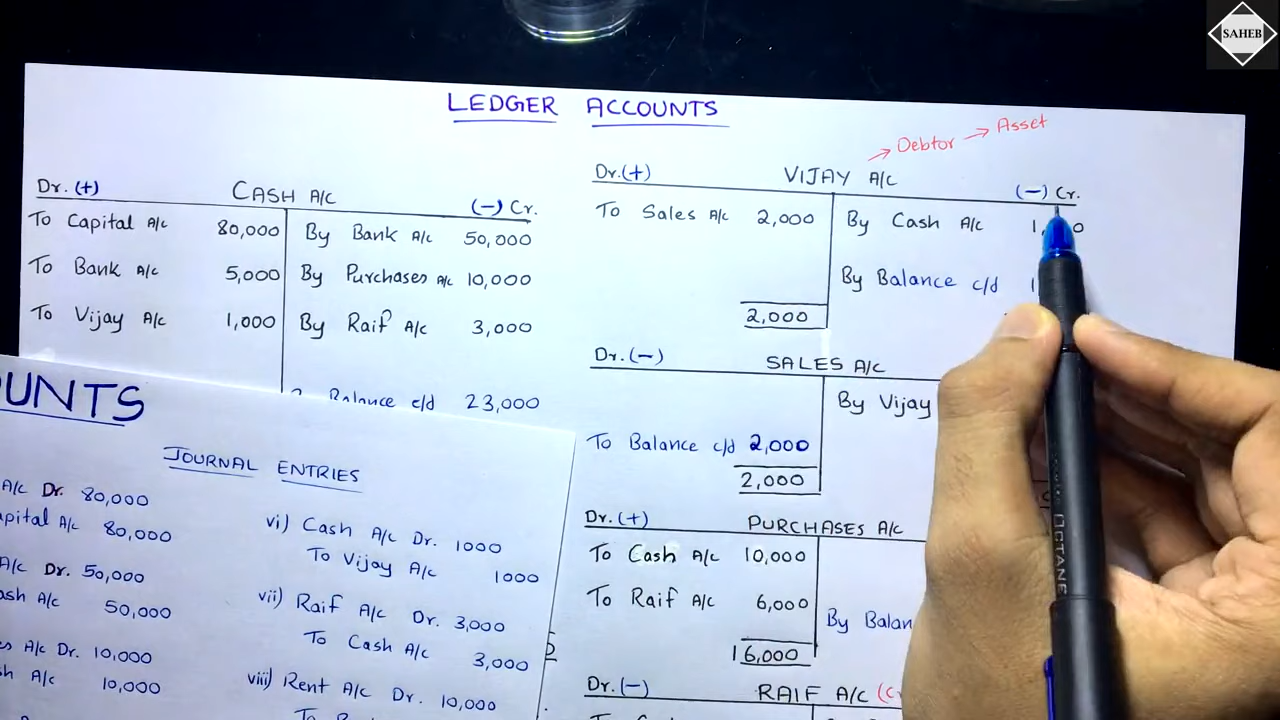 SAHEB
LEDGER ACCOUNTS
Dr. (+) CASH A/c (-) Cr.
To Capital A/c 80,000 By Bank A/c 50,000
To Bank A/c 5,000 By Purchases A/c 10,000
To Vijay A/c 1,000 By Raif A/c 3,000
Balance c/d 23,000
→ Debtor → Asset
Dr. (+) VIJAY A/c (-) Cr.
To Sales A/c 2,000 By Cash A/c
By Balance c/d
2,000
Dr. (-) SALES A/c
By Vijay
To Balance c/d 2,000
2,000
Dr. (+) PURCHASES A/c
To Cash A/c 10,000
To Raif A/c 6,000
By
16,000
Dr. (-) RAIF A/c
JOURNAL ENTRIES
A/c Dr. 80,000
A/c 80,000
A/c Dr. 50,000
A/c 50,000
A/c Dr. 10,000
A/c 10,000
vi) Cash A/c Dr. 1000
To Vijay A/c 1000
vii) Raif A/c Dr. 3,000
To Cash A/c 3,000
viii) Rent A/c Dr. 10,000
To